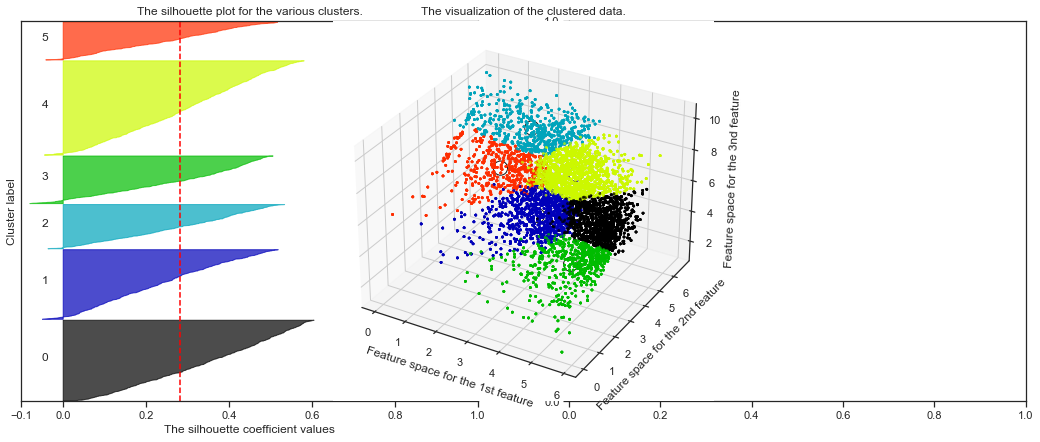 The silhouette plot for the various clusters.
The visualization of the clustered data.
Cluster label
5
4
3
2
1
0
−0.1 0.0 0.2 0.4 0.6 0.8 1.0
The silhouette coefficient values
0 1 2 3 4 5 6
Feature space for the 1st feature
0 1 2 3 4 5 6
Feature space for the 2nd feature
2 4 6 8 10
Feature space for the 3nd feature
0.0 0.2 0.4 0.6 0.8 1.0